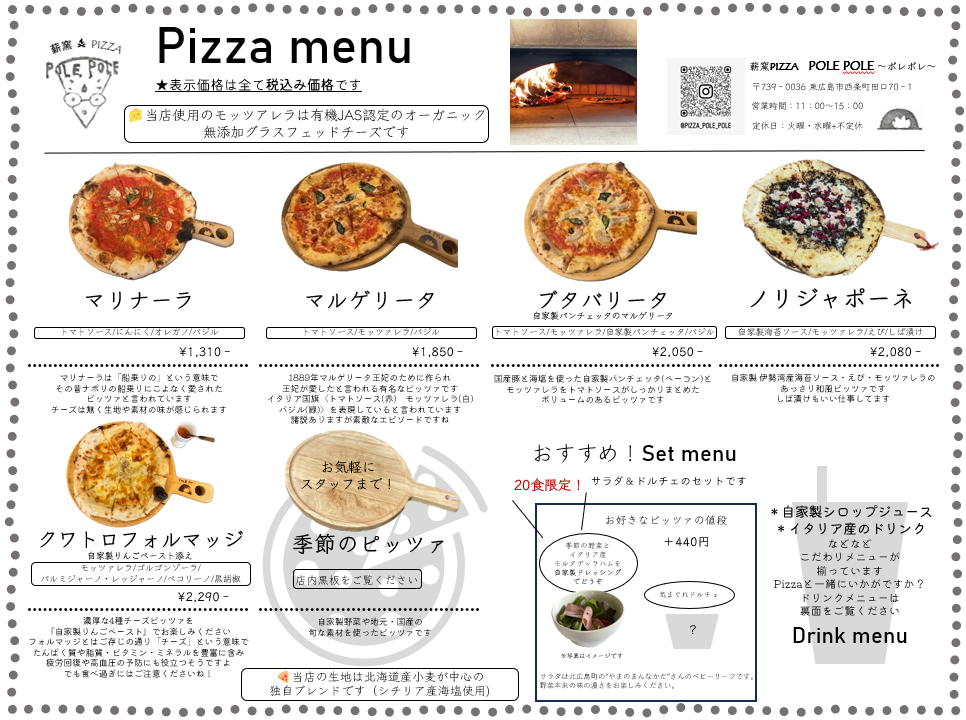 薪窯 PIZZA
POLE POLE
Pizza menu
★表示価格は全て税込み価格です
当店使用のモッツアレラは有機JAS認定のオーガニック
無添加グラスフェッドチーズです
@PIZZA_POLE_POLE
薪窯PIZZA POLE POLE ～ポレポレ～
〒739－0036 東広島市西条町田口70－1
営業時間：11：00～15：00
定休日：火曜・水曜+不定休
マリナーラ
トマトソース/にんにく/オレガノ/バジル
¥1,310－
マリナーラは「船乗りの」という意味で
その昔ナポリの船乗りにこよなく愛された
ピッツァと言われています
チーズは無く生地や素材の味が感じられます
マルゲリータ
トマトソース/モッツァレラ/バジル
¥1,850－
1889年マルゲリータ王妃のために作られ
王妃が愛したと言われる有名なピッツァです
イタリア国旗〈トマトソース(赤) モッツァレラ(白)
バジル(緑)〉を表現していると言われています
諸説ありますが素敵なエピソードですね
ブタバリータ
自家製パンチェッタのマルゲリータ
トマトソース/モッツァレラ/自家製パンチェッタ/バジル
¥2,050－
国産豚と海塩を使った自家製パンチェッタ(ベーコン)と
モッツァレラをトマトソースがしっかりまとめた
ボリュームのあるピッツァです
ノリジャポーネ
自家製海苔ソース/モッツァレラ/えび/しば漬け
¥2,080－
自家製 伊勢湾産海苔ソース・えび・モッツァレラの
あっさり和風ピッツァです
しば漬けもいい仕事してます
クワトロフォルマッジ
自家製りんごペースト添え
モッツァレラ/ゴルゴンゾーラ/
パルミジャーノ・レッジャーノ/ペコリーノ/黒胡椒
¥2,290－
濃厚な4種チーズピッツァを
『自家製りんごペースト』でお楽しみください
フォルマッジとはご存じの通り「チーズ」という意味で
たんぱく質や脂質・ビタミン・ミネラルを豊富に含み
疲労回復や高血圧の予防にも役立つそうですよ
でも食べ過ぎにはご注意くださいね！
お気軽に
スタッフまで！
季節のピッツァ
店内黒板をご覧ください
自家製野菜や地元・国産の
旬な素材を使ったピッツァです
当店の生地は北海道産小麦が中心の
独自ブレンドです（シチリア産海塩使用)
おすすめ！Set menu
20食限定！
サラダ＆ドルチェのセットです
お好きなピッツァの値段
＋440円
季節の野菜と
イタリア産
モルタデッラハムを
自家製ドレッシング
でどうぞ
気まぐれドルチェ
？
※写真はイメージです
サラダは北広島町の"やまのまんなかだ"さんのベビーリーフです。
野菜本来の味の濃さをお楽しみください。
＊自家製シロップジュース
＊イタリア産のドリンク
などなど
こだわりメニューが
揃っています
Pizzaと一緒にいかがですか？
ドリンクメニューは
裏面をご覧ください
Drink menu